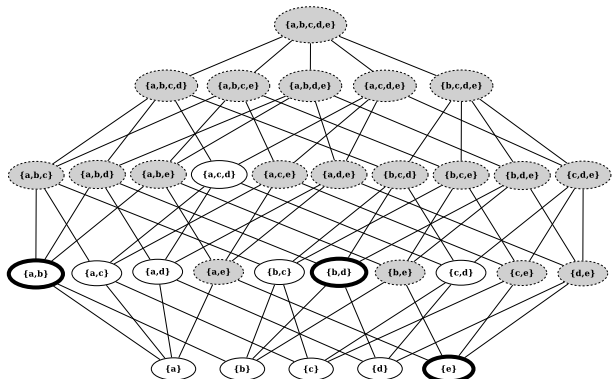 {a,b,c,d,e}
{a,b,c,d} {a,b,c,e} {a,b,d,e} {a,c,d,e} {b,c,d,e}
{a,b,c} {a,b,d} {a,b,e} {a,c,d} {a,c,e} {a,d,e} {b,c,d} {b,c,e} {b,d,e} {c,d,e}
{a,b} {a,c} {a,d} {a,e} {b,c} {b,d} {b,e} {c,d} {c,e} {d,e}
{a} {b} {c} {d} {e}